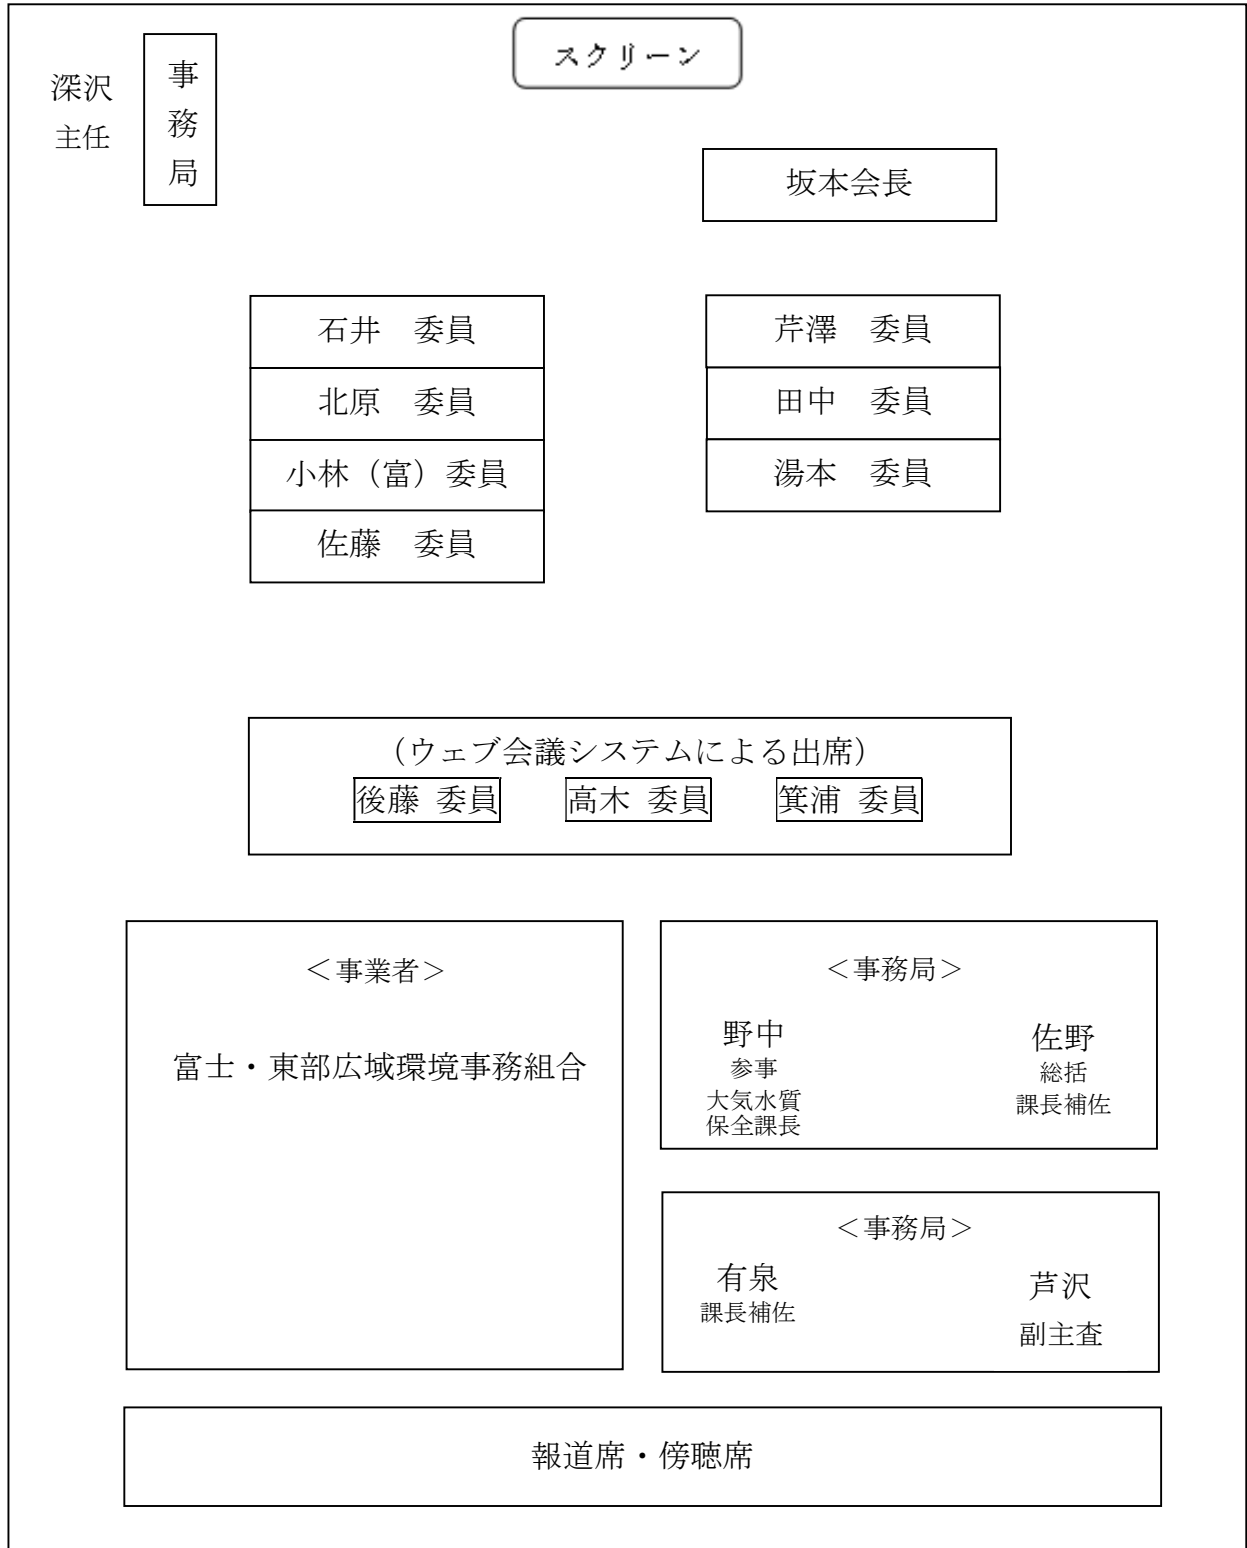 スクリーン
深沢
主任
事務局
坂本会長
石井　委員
北原　委員
小林（富）委員
佐藤　委員
芹澤　委員
田中　委員
湯本　委員
（ウェブ会議システムによる出席）
後藤 委員
高木 委員
箕浦 委員
＜事業者＞
富士・東部広域環境事務組合
＜事務局＞
野中
参事
大気水質
保全課長
佐野
総括
課長補佐
＜事務局＞
有泉
課長補佐
芦沢
副主査
報道席・傍聴席